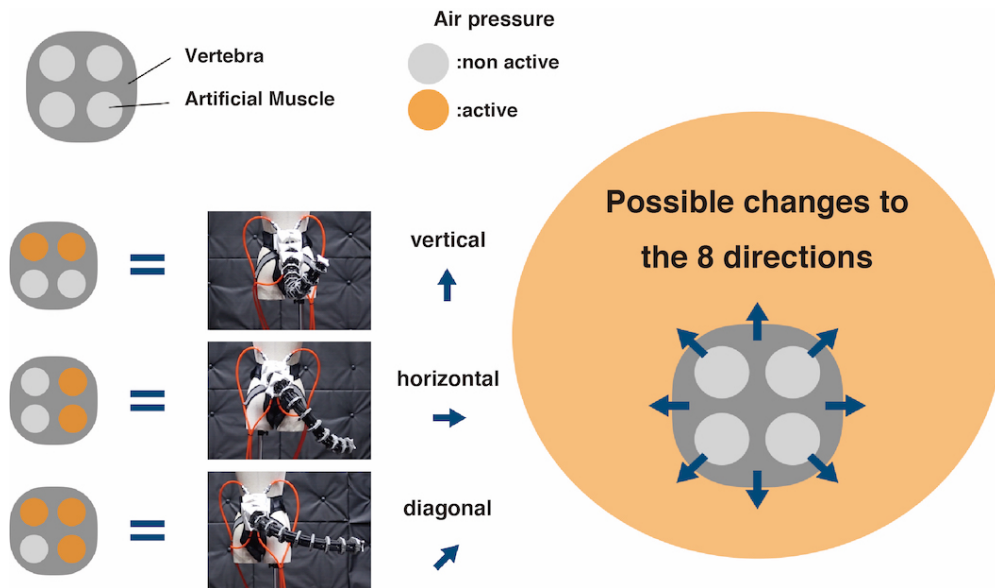 Air pressure
Vertebra
:non active
Artificial Muscle
:active
Possible changes to
the 8 directions
=
vertical
=
horizontal
=
diagonal